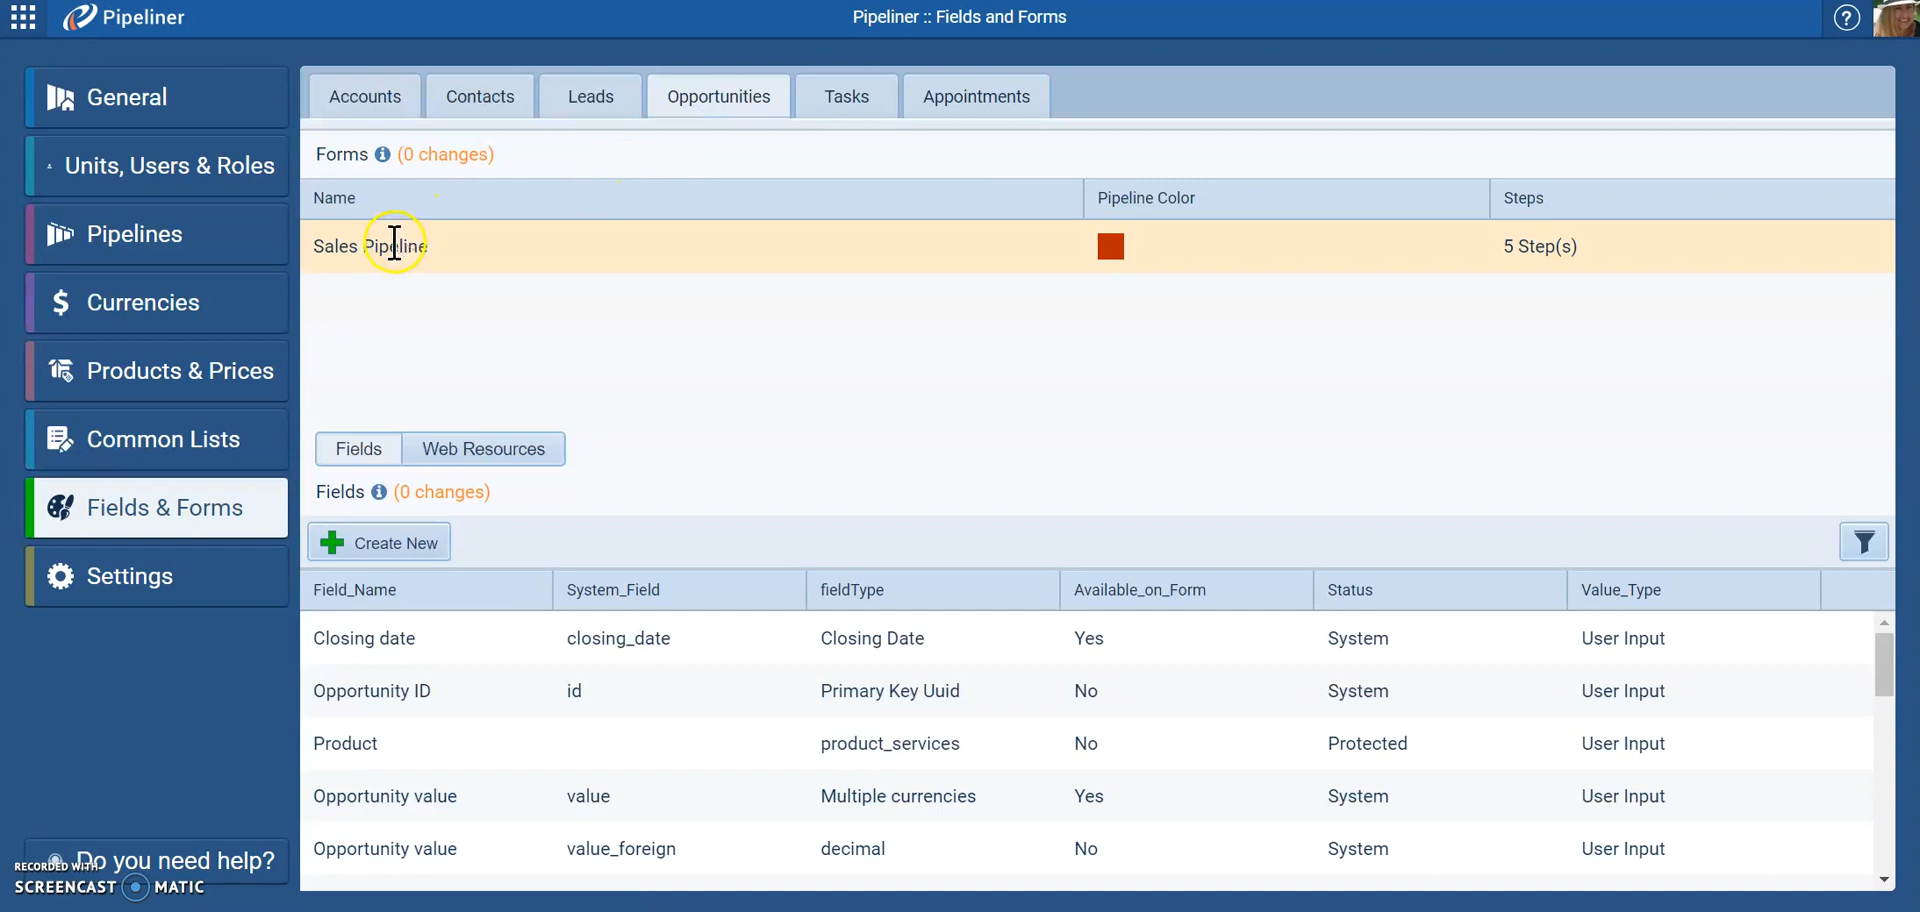 Pipeliner
Pipeliner :: Fields and Forms
?
General
Units, Users & Roles
Pipelines
$ Currencies
Products & Prices
Common Lists
Fields & Forms
Settings
Do you need help?
RECORDED WITH
SCREENCAST MATIC
Accounts Contacts Leads Opportunities Tasks Appointments
Forms i (0 changes)
Name Pipeline Color Steps
Sales Pipeline 5 Step(s)
Fields Web Resources
Fields i (0 changes)
Create New
Field_Name System_Field fieldType Available_on_Form Status Value_Type
Closing date closing_date Closing Date Yes System User Input
Opportunity ID id Primary Key Uuid No System User Input
Product product_services No Protected User Input
Opportunity value value Multiple currencies Yes System User Input
Opportunity value value_foreign decimal No System User Input